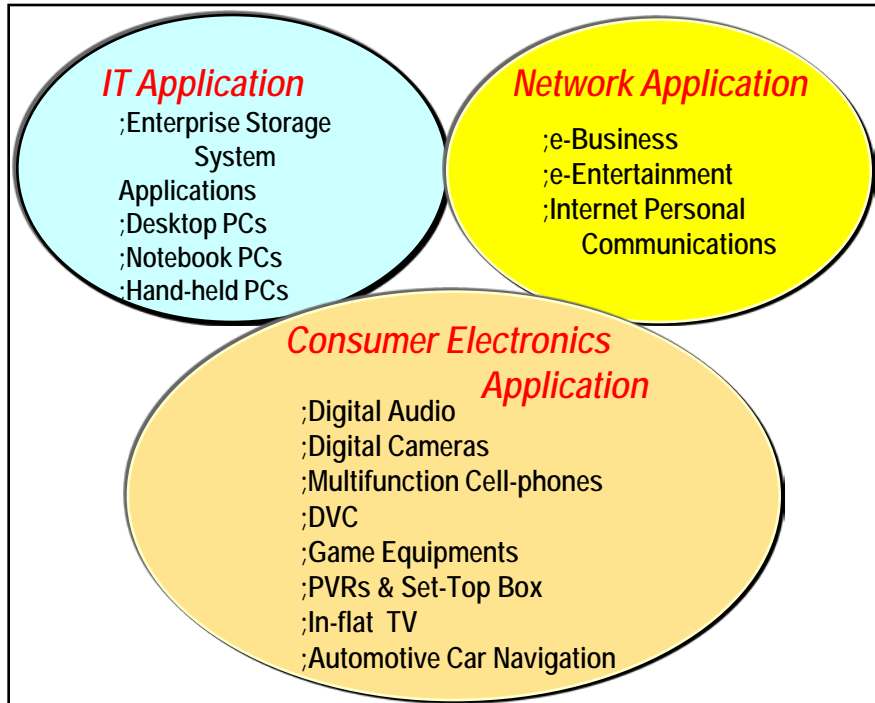 IT Application
;Enterprise Storage
System
Applications
;Desktop PCs
;Notebook PCs
;Hand-held PCs
Network Application
;e-Business
;e-Entertainment
;Internet Personal
Communications
Consumer Electronics
Application
;Digital Audio
;Digital Cameras
;Multifunction Cell-phones
;DVC
;Game Equipments
;PVRs & Set-Top Box
;In-flat TV
;Automotive Car Navigation